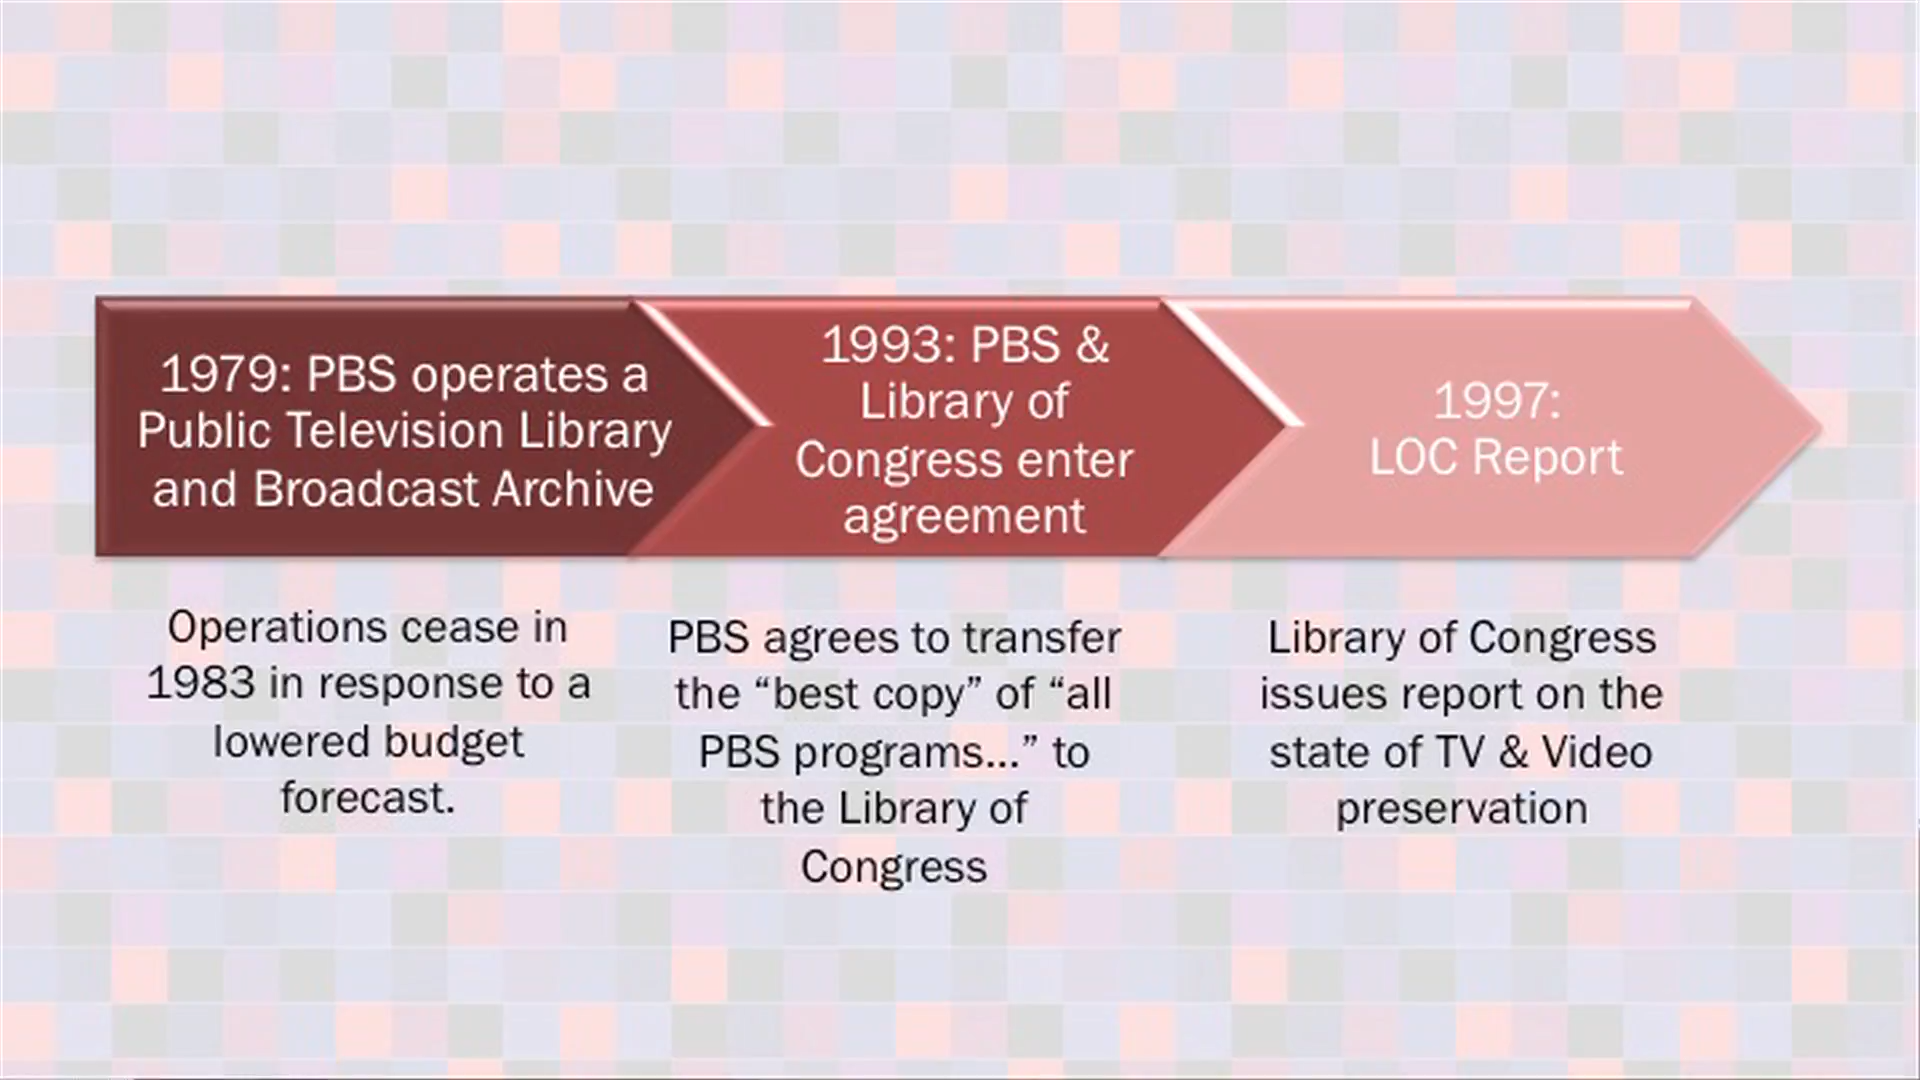 1979: PBS operates a
Public Television Library
and Broadcast Archive
1993: PBS &
Library of
Congress enter
agreement
1997:
LOC Report
Operations cease in
1983 in response to a
lowered budget
forecast.
PBS agrees to transfer
the “best copy” of “all
PBS programs...” to
the Library of
Congress
Library of Congress
issues report on the
state of TV & Video
preservation